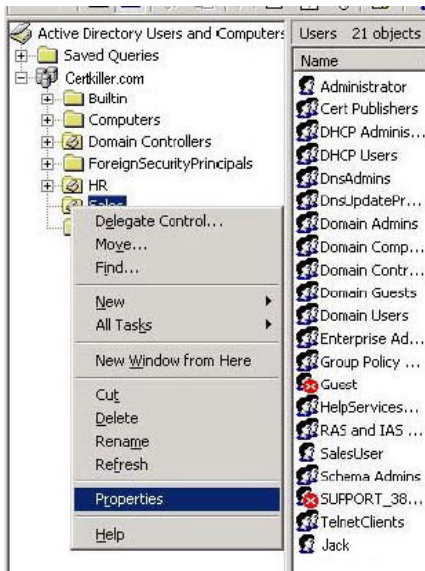 Active Directory Users and Computers
Saved Queries
Certkiller.com
Builtin
Computers
Domain Controllers
ForeignSecurityPrincipals
HR
Sales
Delegate Control...
Move...
Find...
New
All Tasks
New Window from Here
Cut
Delete
Rename
Refresh
Properties
Help
Users 21 objects
Name
Administrator
Cert Publishers
DHCP Adminis...
DHCP Users
DnsAdmins
DnsUpdatePr...
Domain Admins
Domain Comp...
Domain Contr...
Domain Guests
Domain Users
Enterprise Ad...
Group Policy ...
Guest
HelpServices...
RAS and IAS ...
SalesUser
Schema Admins
SUPPORT_38...
TelnetClients
Jack